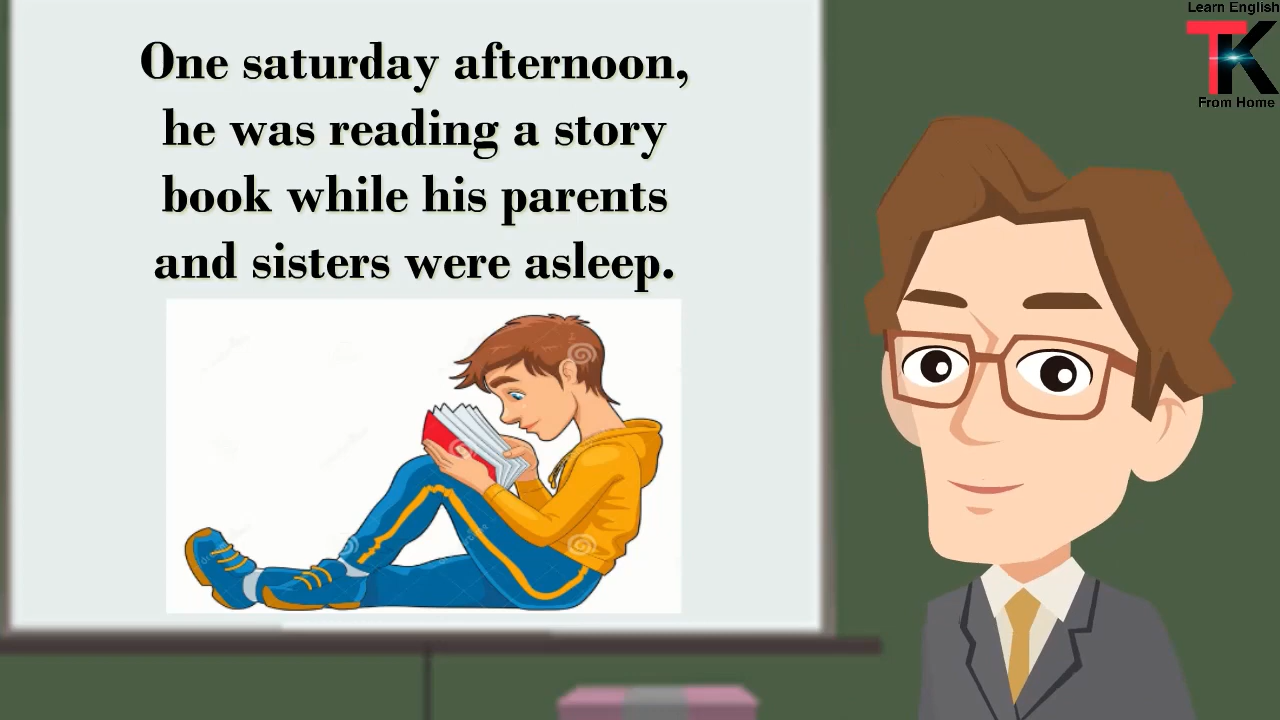 Learn English
TK
From Home
One saturday afternoon,
he was reading a story
book while his parents
and sisters were asleep.